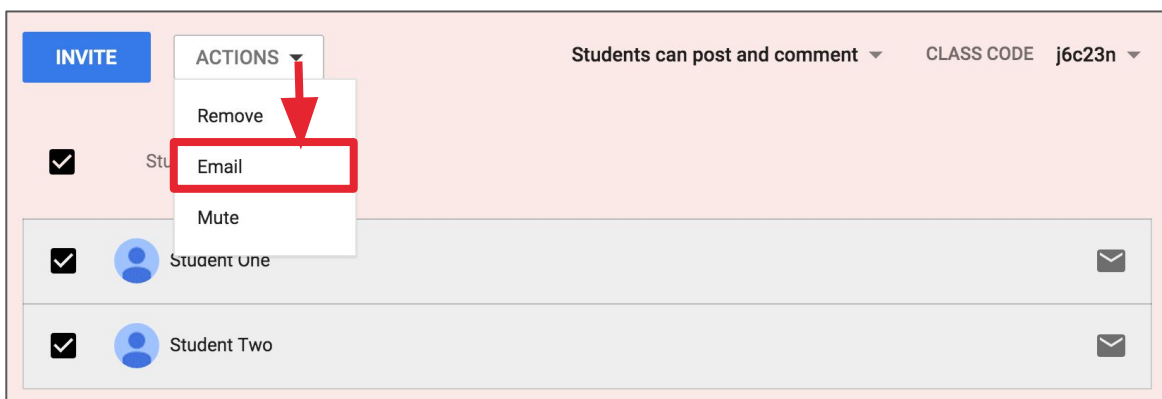 INVITE ACTIONS Students can post and comment CLASS CODE j6c23n
Remove
Email
Mute
Student One
Student Two